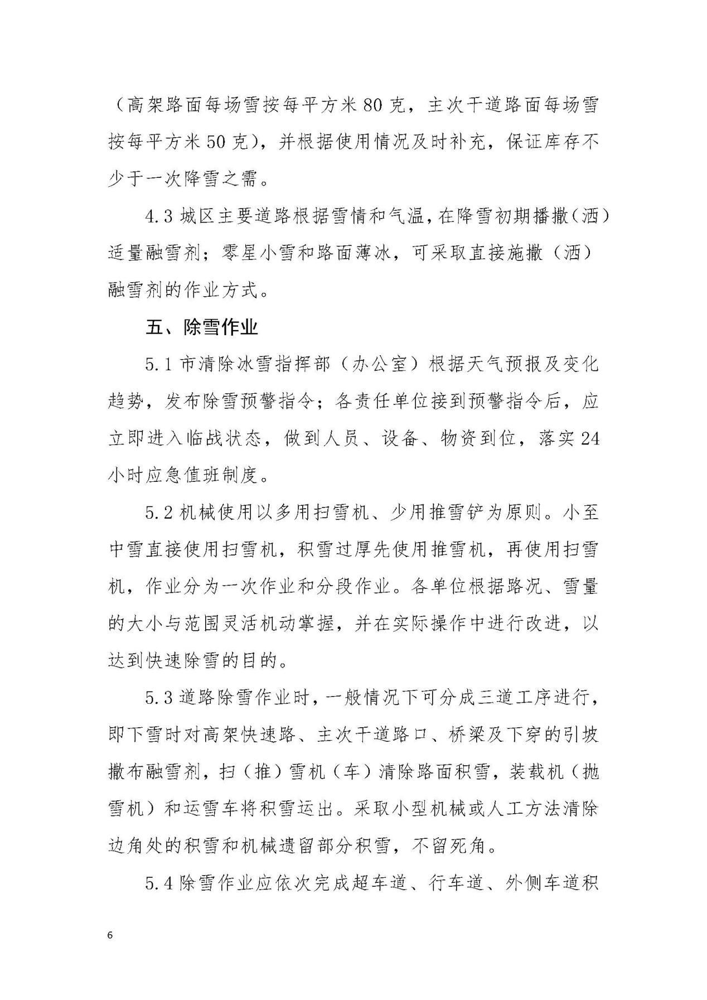 （高架路面每场雪按每平方米 80 克，主次干道路面每场雪
按每平方米 50 克），并根据使用情况及时补充，保证库存不
少于一次降雪之需。
4.3 城区主要道路根据雪情和气温，在降雪初期播撒（洒）
适量融雪剂；零星小雪和路面薄冰，可采取直接施撒（洒）
融雪剂的作业方式。
五、除雪作业
5.1 市清除冰雪指挥部（办公室）根据天气预报及变化
趋势，发布除雪预警指令；各责任单位接到预警指令后，应
立即进入临战状态，做到人员、设备、物资到位，落实 24
小时应急值班制度。
5.2 机械使用以多用扫雪机、少用推雪铲为原则。小至
中雪直接使用扫雪机，积雪过厚先使用推雪机，再使用扫雪
机，作业分为一次作业和分段作业。各单位根据路况、雪量
的大小与范围灵活机动掌握，并在实际操作中进行改进，以
达到快速除雪的目的。
5.3 道路除雪作业时，一般情况下可分成三道工序进行，
即下雪时对高架快速路、主次干道路口、桥梁及下穿的引坡
撒布融雪剂，扫（推）雪机（车）清除路面积雪，装载机（抛
雪机）和运雪车将积雪运出。采取小型机械或人工方法清除
边角处的积雪和机械遗留部分积雪，不留死角。
5.4 除雪作业应依次完成超车道、行车道、外侧车道积
6